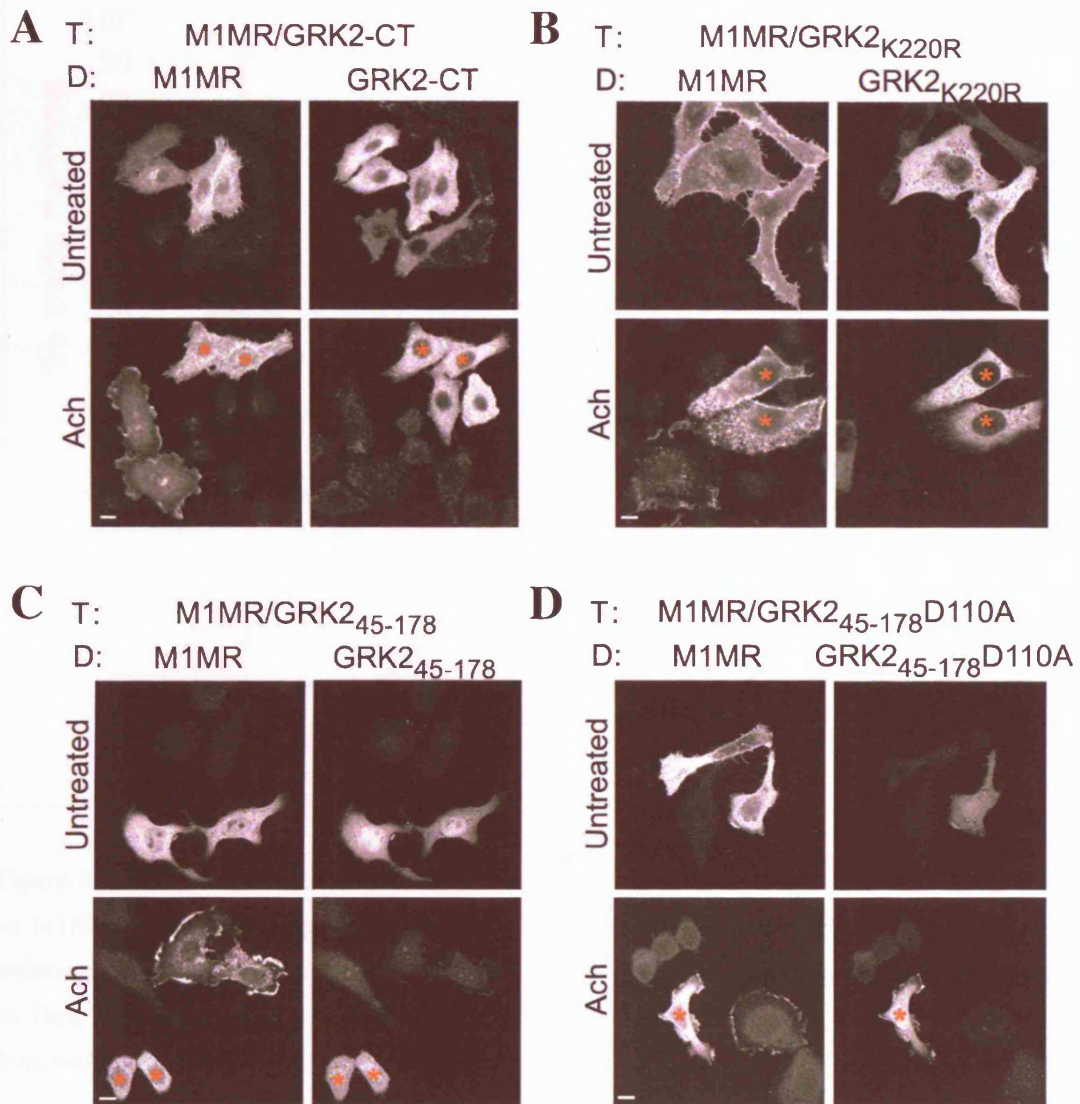 A T: M1MR/GRK2-CT
D: M1MR GRK2-CT
Untreated
Ach
B T: M1MR/GRK2K220R
D: M1MR GRK2K220R
Untreated
Ach
C T: M1MR/GRK245-178
D: M1MR GRK245-178
Untreated
Ach
D T: M1MR/GRK245-178D110A
D: M1MR GRK245-178D110A
Untreated
Ach